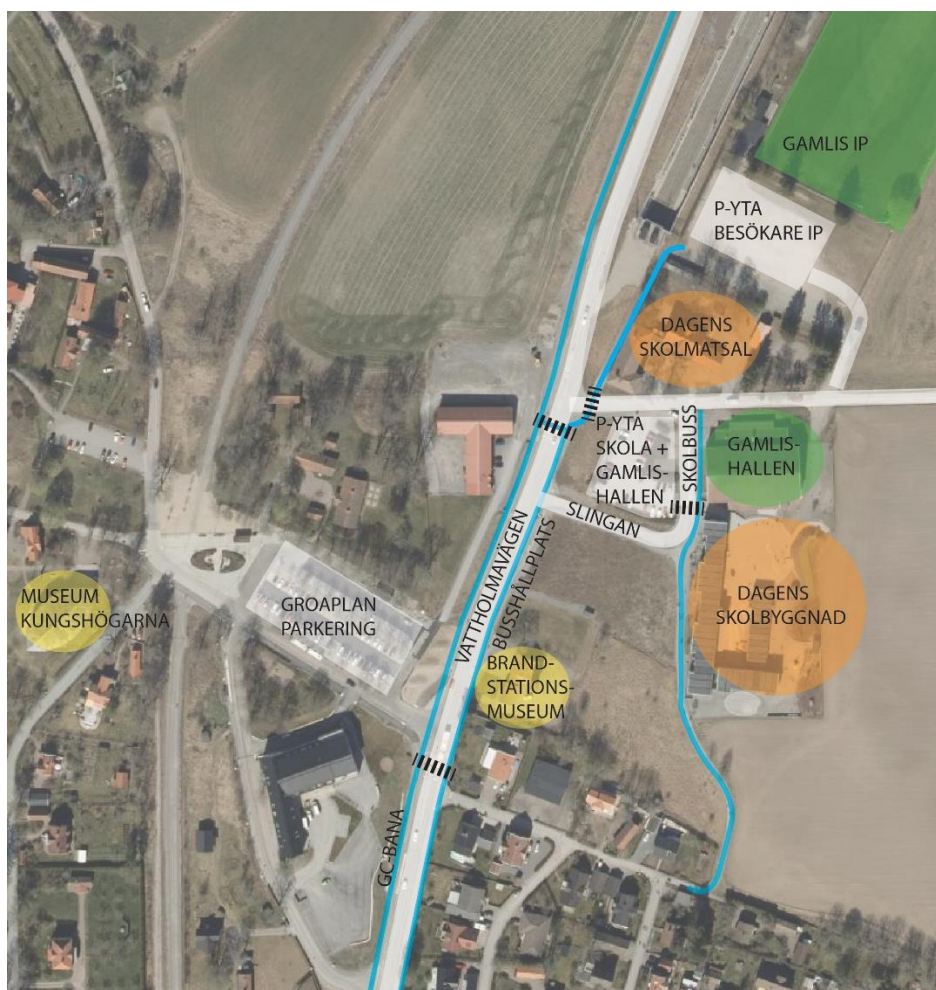 GAMLIS IP
P-YTA
BESÖKARE IP
DAGENS
SKOLMATSAL
P-YTA
SKOLA +
GAMLIS-
HALLEN
SKOLBUSS
GAMLIS-
HALLEN
SLINGAN
VATTHOLMAVÄGEN
BUSSHÅLLPLATS
DAGENS
SKOLBYGGNAD
MUSEUM
KUNGSHÖGARNA
GROAPLAN
PARKERING
BRAND-
STATIONS-
MUSEUM
GC-BANA